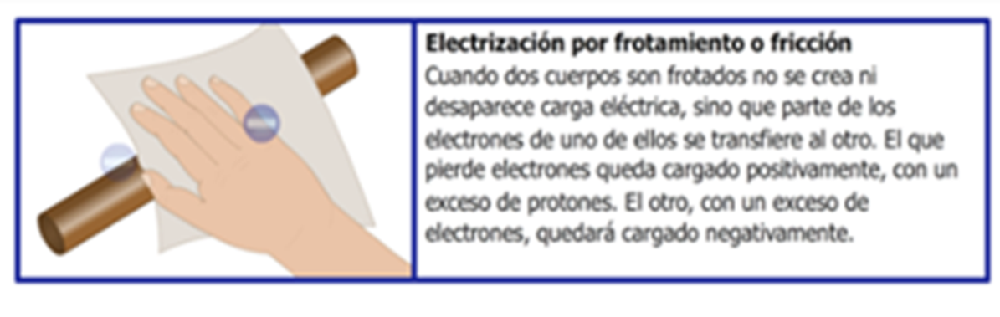 Electrización por frotamiento o fricción
Cuando dos cuerpos son frotados no se crea ni
desaparece carga eléctrica, sino que parte de los
electrones de uno de ellos se transfiere al otro. El que
pierde electrones queda cargado positivamente, con un
exceso de protones. El otro, con un exceso de
electrones, quedará cargado negativamente.